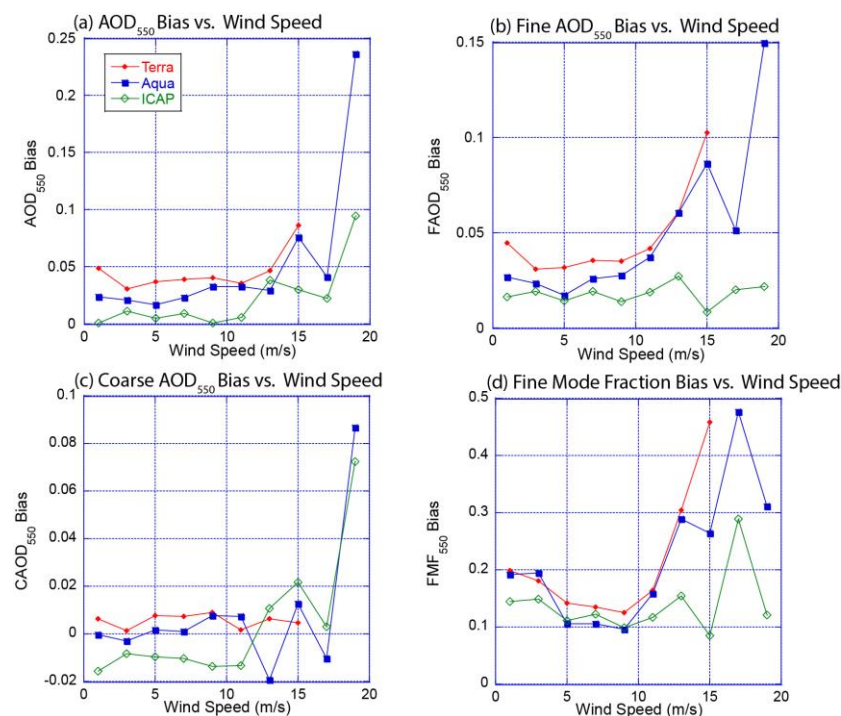 (a) AOD₅₅₀ Bias vs. Wind Speed
0.25
0.2
0.15
0.1
0.05
0
AOD₅₅₀ Bias
Terra
Aqua
ICAP
0 5 10 15 20
Wind Speed (m/s)
(b) Fine AOD₅₅₀ Bias vs. Wind Speed
0.15
0.1
0.05
0
FAOD₅₅₀ Bias
0 5 10 15 20
Wind Speed (m/s)
(c) Coarse AOD₅₅₀ Bias vs. Wind Speed
0.1
0.08
0.06
0.04
0.02
0
-0.02
CAOD₅₅₀ Bias
0 5 10 15 20
Wind Speed (m/s)
(d) Fine Mode Fraction Bias vs. Wind Speed
0.5
0.4
0.3
0.2
0.1
0
FMF₅₅₀ Bias
0 5 10 15 20
Wind Speed (m/s)